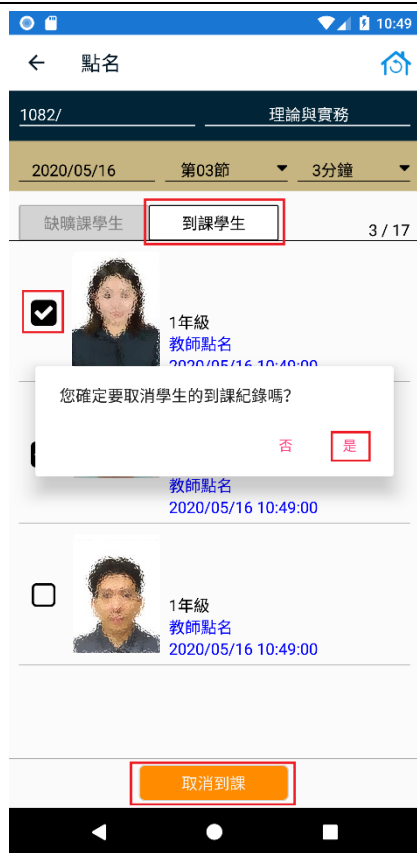 10:49
點名
1082/ 理論與實務
2020/05/16 第03節 3分鐘
缺曠課學生 到課學生 3 / 17
1年級
教師點名
2020/05/16 10:49:00
您確定要取消學生的到課紀錄嗎?
否 是
教師點名
2020/05/16 10:49:00
1年級
教師點名
2020/05/16 10:49:00
取消到課